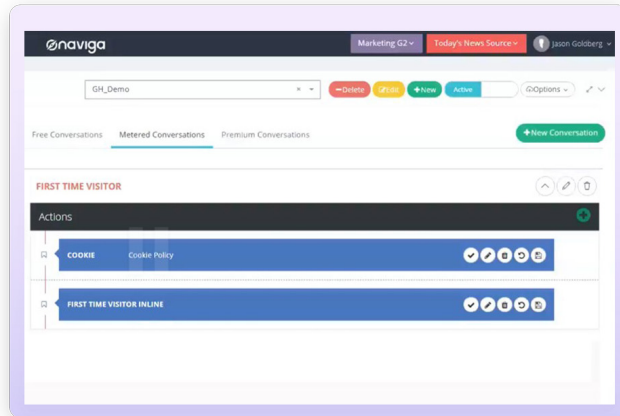 naviga
Marketing G2
Today's News Source
Jason Goldberg
GH_Demo
Delete
Edit
New
Active
Options
Free Conversations
Metered Conversations
Premium Conversations
New Conversation
FIRST TIME VISITOR
Actions
COOKIE Cookie Policy
FIRST TIME VISITOR INLINE